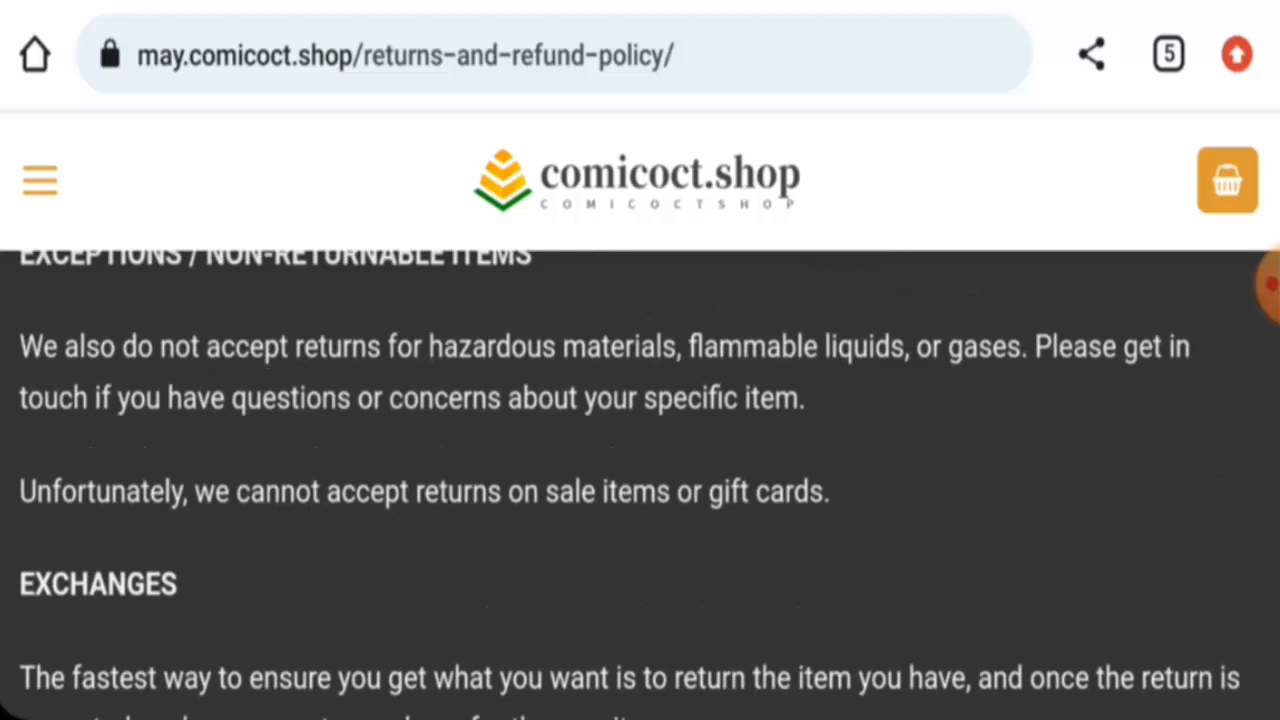 may.comicoct.shop/returns-and-refund-policy/
5
comicoct.shop
COMICOCTSHOP
EXCEPTIONS / NON-RETURNABLE ITEMS
We also do not accept returns for hazardous materials, flammable liquids, or gases. Please get in
touch if you have questions or concerns about your specific item.
Unfortunately, we cannot accept returns on sale items or gift cards.
EXCHANGES
The fastest way to ensure you get what you want is to return the item you have, and once the return is